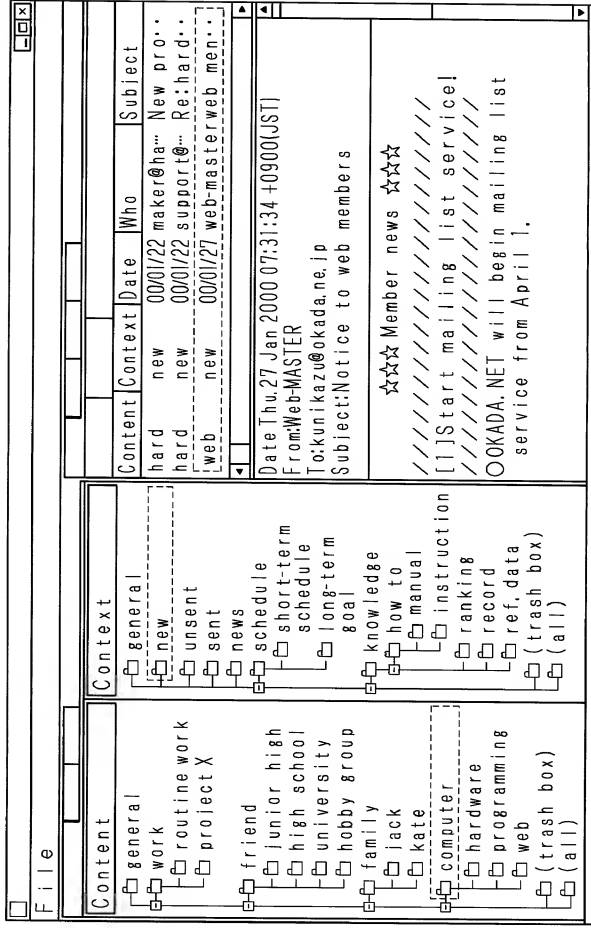 File
Content
general
work
routine work
project X
friend
junior high
high school
university
hobby group
family
jack
kate
computer
hardware
programming
web
(trash box)
(all)
Context
general
new
unsent
sent
news
schedule
short-term
schedule
long-term
goal
knowledge
how to
manual
instruction
ranking
record
ref. data
(trash box)
(all)
Content Context Date Who Subject
hard new 00/01/22 maker@ha… New pro‥
hard new 00/01/22 support@… Re:hard‥
web new 00/01/27 web-masterweb men‥
Date Thu.27 Jan 2000 07:31:34 +0900(JST)
From:Web-MASTER
To:kunikazu@okada.ne.jp
Subject:Notice to web members
☆☆☆ Member news ☆☆☆
////////////////////////////
[1]Start mailing list service!
////////////////////////////
○OKADA.NET will begin mailing list
service from April 1.